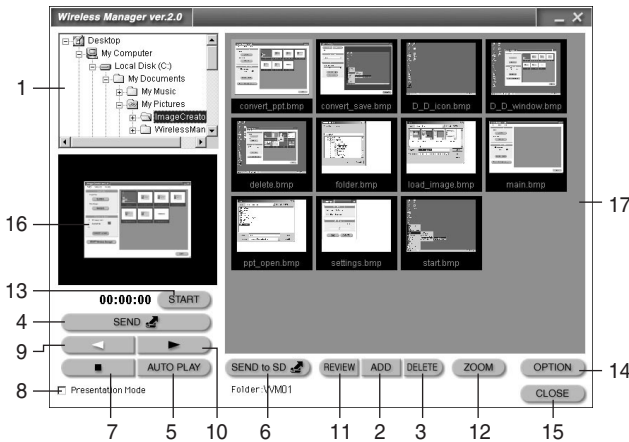 Wireless Manager ver.2.0
Desktop
My Computer
Local Disk (C:)
My Documents
My Music
My Pictures
ImageCreato
WirelessMan
1
convert_ppt.bmp convert_save.bmp D_D_icon.bmp D_D_window.bmp
delete.bmp folder.bmp load_image.bmp main.bmp
ppt_open.bmp settings.bmp start.bmp
17
16
13
00:00:00 START
4
SEND
9
AUTO PLAY
SEND to SD REVIEW ADD DELETE ZOOM OPTION
14
8
Presentation Mode
Folder:WM01
CLOSE
7 5 10 6 11 2 3 12 15